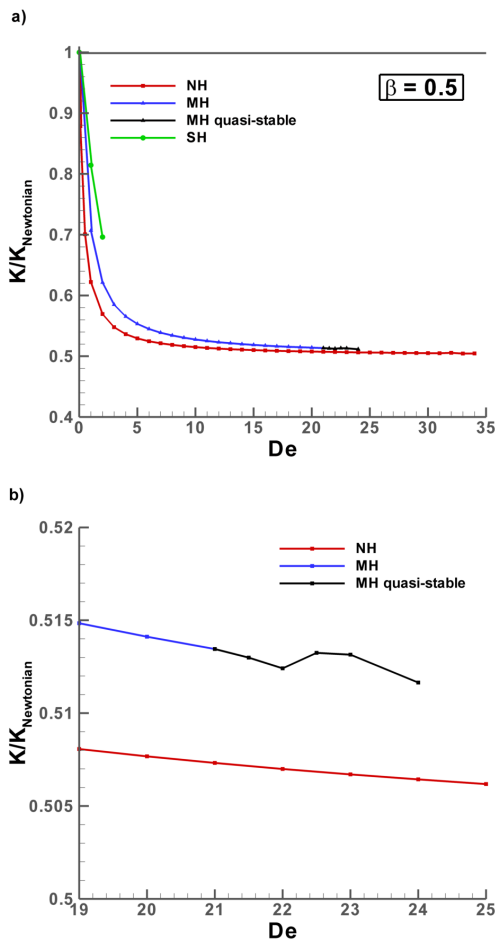 a)
1
0.9
0.8
0.7
0.6
0.5
0.4
K/K_Newtonian
NH
MH
MH quasi-stable
SH
β = 0.5
0 5 10 15 20 25 30 35
De
b)
0.52
0.515
0.51
0.505
0.5
K/K_Newtonian
NH
MH
MH quasi-stable
19 20 21 22 23 24 25
De